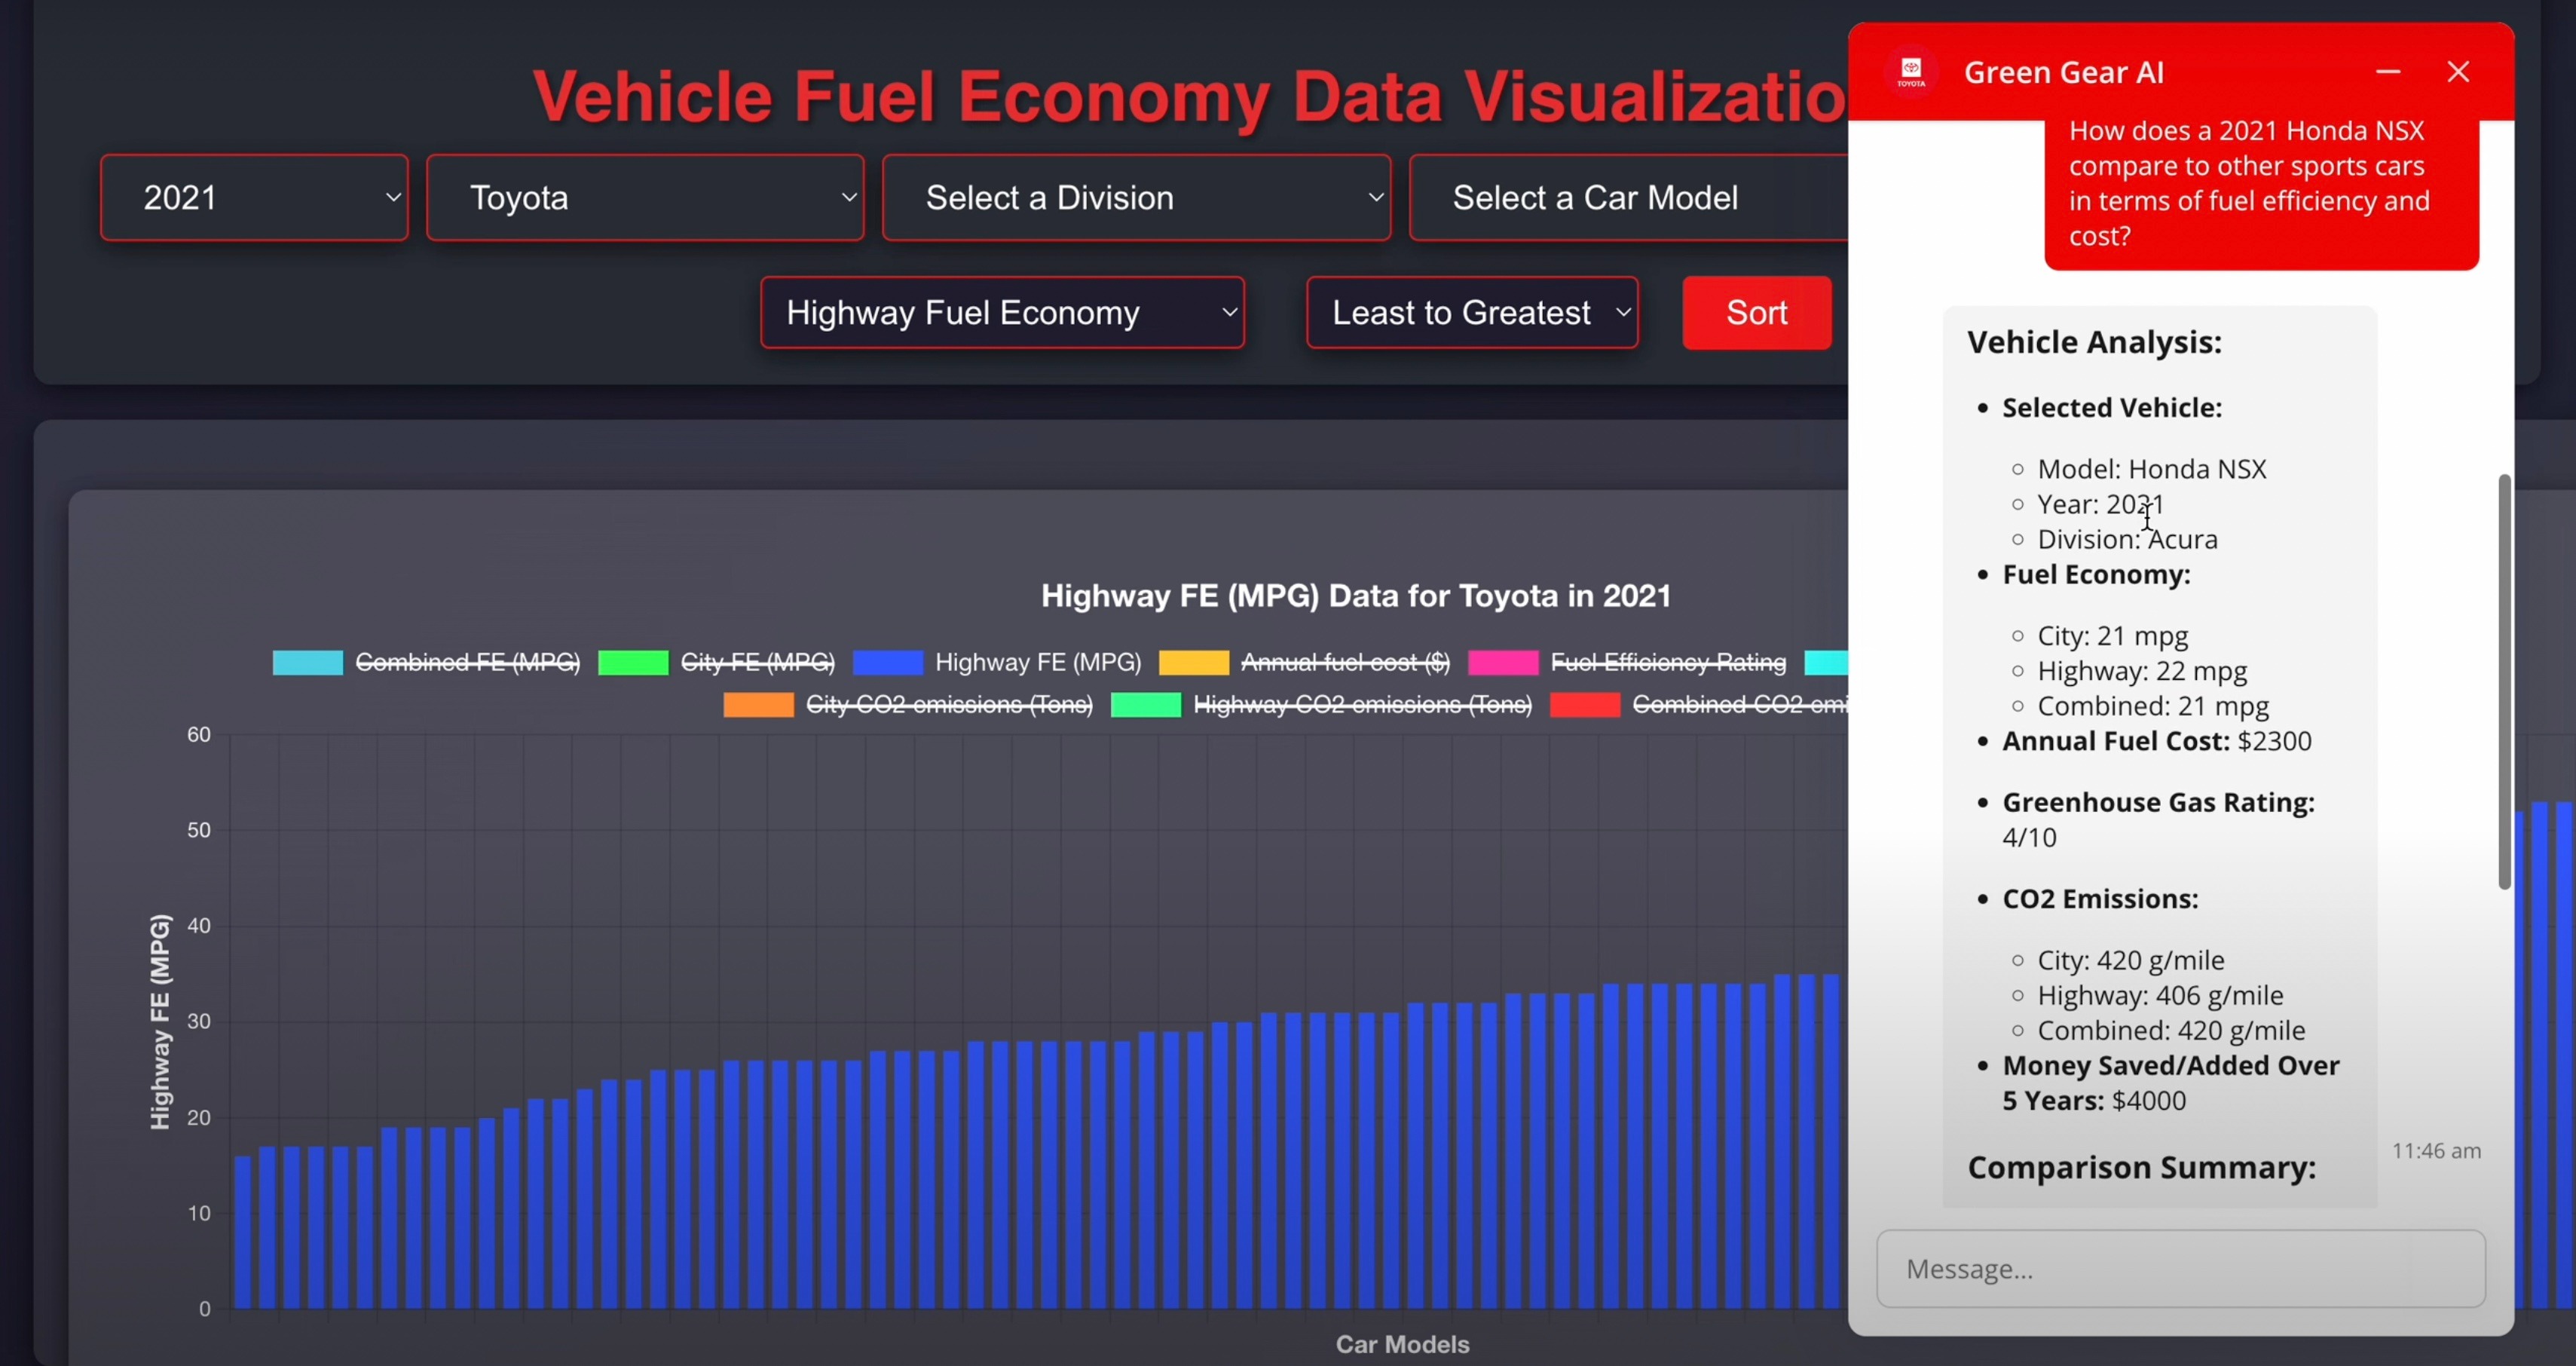 Vehicle Fuel Economy Data Visualizatio
2021
Toyota
Select a Division
Select a Car Model
Highway Fuel Economy
Least to Greatest
Sort
Highway FE (MPG) Data for Toyota in 2021
Combined FE (MPG)
City FE (MPG)
Highway FE (MPG)
Annual fuel cost ($)
Fuel Efficiency Rating
City CO2 emissions (Tons)
Highway CO2 emissions (Tons)
Combined CO2 emi
60
50
40
30
20
10
0
Highway FE (MPG)
Car Models
TOYOTA
Green Gear AI
How does a 2021 Honda NSX
compare to other sports cars
in terms of fuel efficiency and
cost?
Vehicle Analysis:
Selected Vehicle:
Model: Honda NSX
Year: 2021
Division: Acura
Fuel Economy:
City: 21 mpg
Highway: 22 mpg
Combined: 21 mpg
Annual Fuel Cost: $2300
Greenhouse Gas Rating:
4/10
CO2 Emissions:
City: 420 g/mile
Highway: 406 g/mile
Combined: 420 g/mile
Money Saved/Added Over
5 Years: $4000
11:46 am
Comparison Summary:
Message...